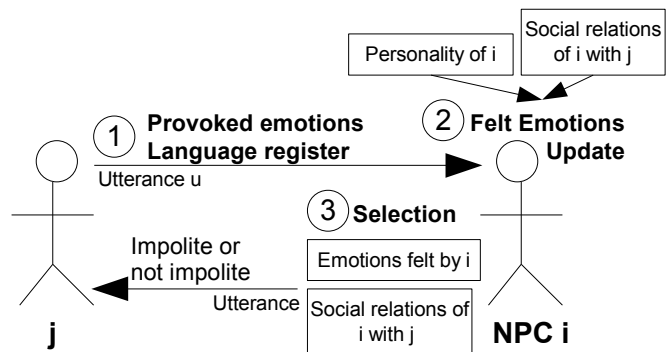 Personality of i
Social relations
of i with j
1
Provoked emotions
Language register
Utterance u
2
Felt Emotions
Update
3
Selection
Impolite or
not impolite
Utterance
Emotions felt by i
Social relations of
i with j
j
NPC i